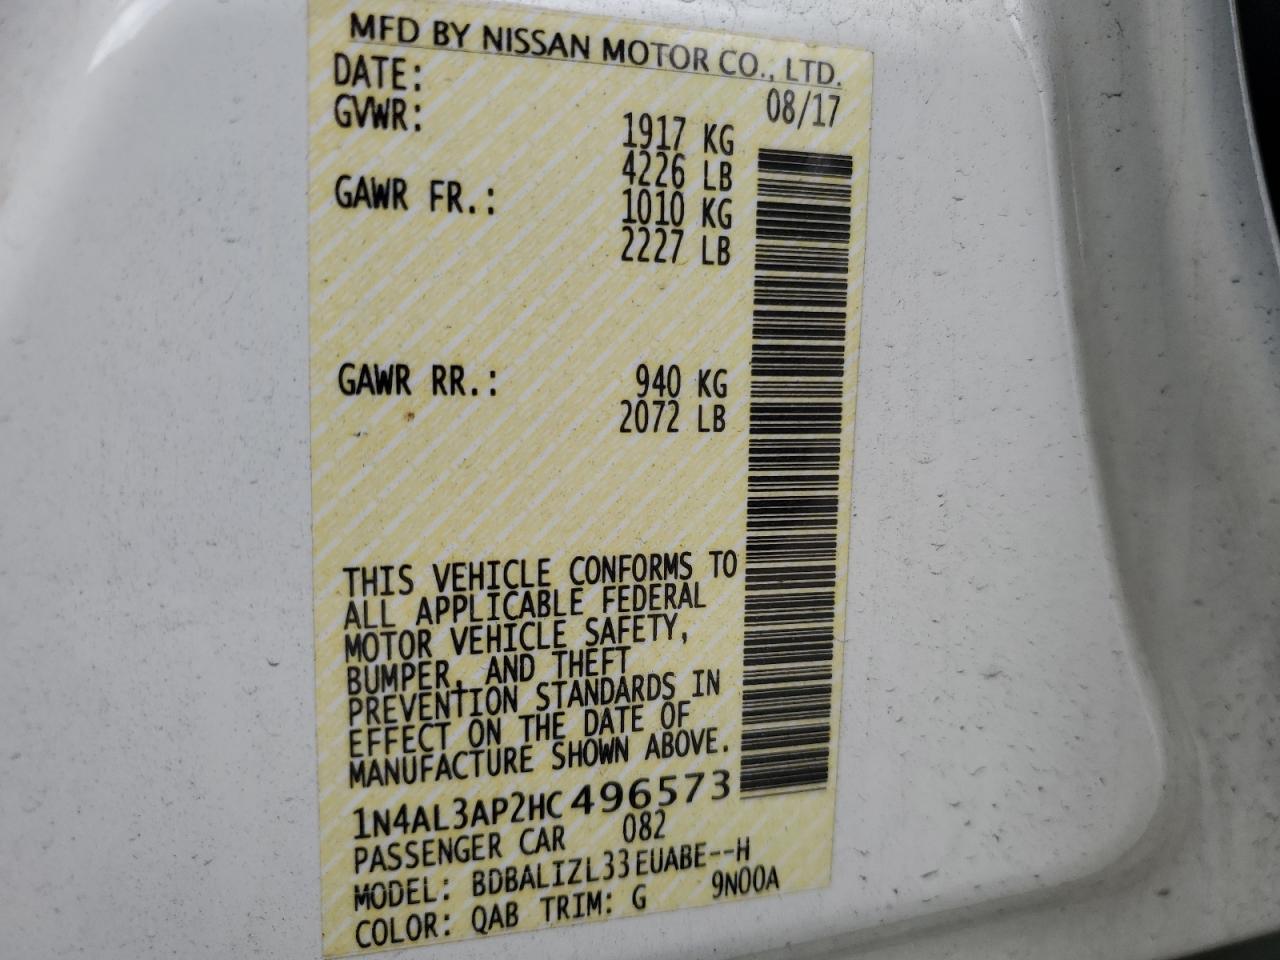 MFD BY NISSAN MOTOR CO., LTD.
DATE: 08/17
GVWR: 1917 KG
4226 LB
GAWR FR.: 1010 KG
2227 LB
GAWR RR.: 940 KG
2072 LB
THIS VEHICLE CONFORMS TO
ALL APPLICABLE FEDERAL
MOTOR VEHICLE SAFETY,
BUMPER, AND THEFT
PREVENTION STANDARDS IN
EFFECT ON THE DATE OF
MANUFACTURE SHOWN ABOVE.
1N4AL3AP2HC496573
PASSENGER CAR 082
MODEL: BDBALIZL33EUABE--H
COLOR: QAB TRIM: G 9N00A